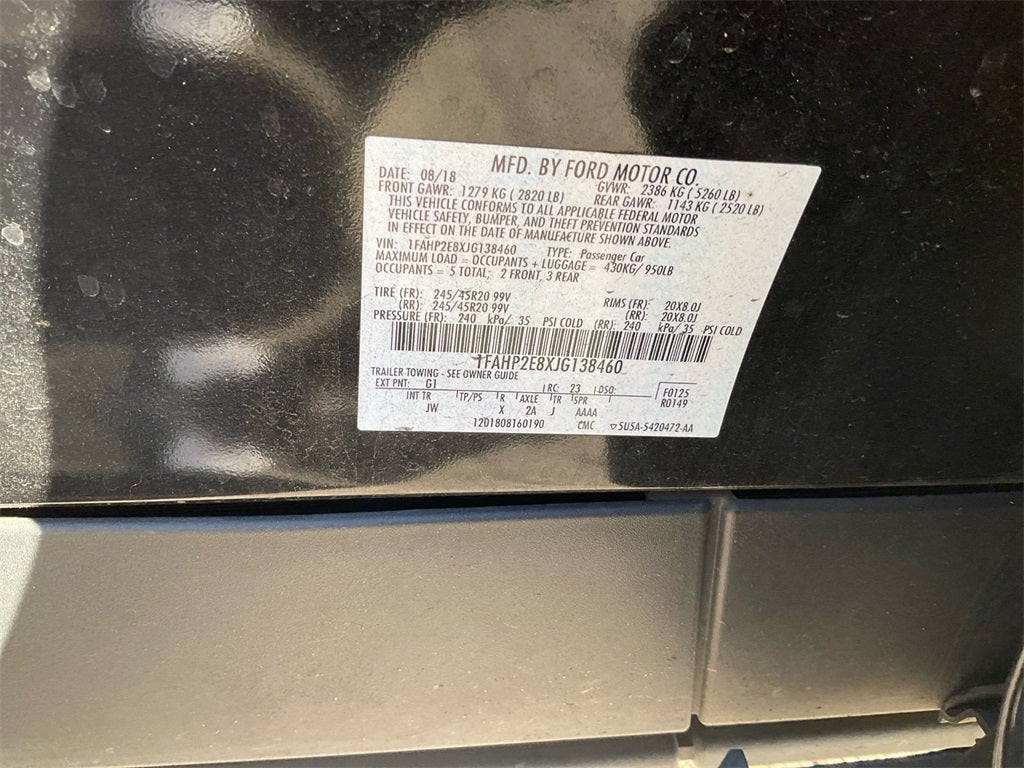 MFD. BY FORD MOTOR CO.
DATE: 08/18 GVWR: 2386 KG ( 5260 LB)
FRONT GAWR: 1279 KG ( 2820 LB) REAR GAWR: 1143 KG ( 2520 LB)
THIS VEHICLE CONFORMS TO ALL APPLICABLE FEDERAL MOTOR
VEHICLE SAFETY, BUMPER, AND THEFT PREVENTION STANDARDS
IN EFFECT ON THE DATE OF MANUFACTURE SHOWN ABOVE.
VIN: 1FAHP2E8XJG138460 TYPE: Passenger Car
MAXIMUM LOAD = OCCUPANTS + LUGGAGE = 430KG/ 950LB
OCCUPANTS = 5 TOTAL; 2 FRONT, 3 REAR
TIRE (FR): 245/45R20 99V RIMS (FR): 20X8.0J
(RR): 245/45R20 99V (RR): 20X8.0J
PRESSURE (FR): 240 kPa/ 35 PSI COLD (RR): 240 kPa/ 35 PSI COLD
1FAHP2E8XJG138460
TRAILER TOWING - SEE OWNER GUIDE
EXT PNT: G1 RC: 23 DSO: F0125
INT TR TP/PS R AXLE TR SPR R0149
JW X 2A J AAAA
1201808160190 CMC ▽5U5A-5420472-AA